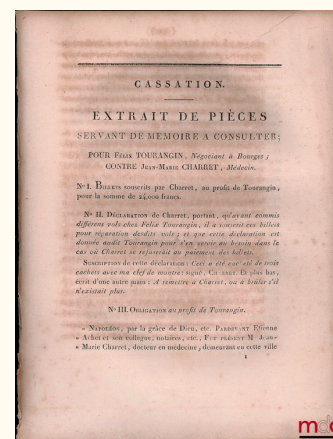 CASSATION.
EXTRAIT DE PIÈCES
SERVANT DE MÉMOIRE A CONSULTER;
POUR FELIX TOURANGIN, Négociant à Bourges;
CONTRE JEAN-MARIE CHARRET, Médecin.
N° I. BILLETS souscrits par Charret, au profit de Tourangin,
pour la somme de 24,000 francs.
N° II. DÉCLARATION de Charret, portant, qu'ayant commis
différens vols chez Felix Tourangin, il a souscrit ces billets
pour réparation desdits vols; et que cette déclaration est
donnée audit Tourangin pour s'en servir au besoin dans le
cas où Charret se refuserait au paiement des billets.
SUSCRIPTION de cette déclaration: Ceci a été cacheté de trois
cachets avec ma clef de montre: signé, Et plus bas,
écrit d'une autre main: A remettre à Charret, ou à brûler s'il
n'existait plus.
N° III. OBLIGATION au profit de Tourangin.
» NAPOLÉON, par la grâce de Dieu, etc. PARDEVANT Etienne
» Achet et son collègue, notaires, etc.; FUT PRÉSENT M. Jean-
» Marie Charret, docteur en médecine, demeurant en cette ville
1